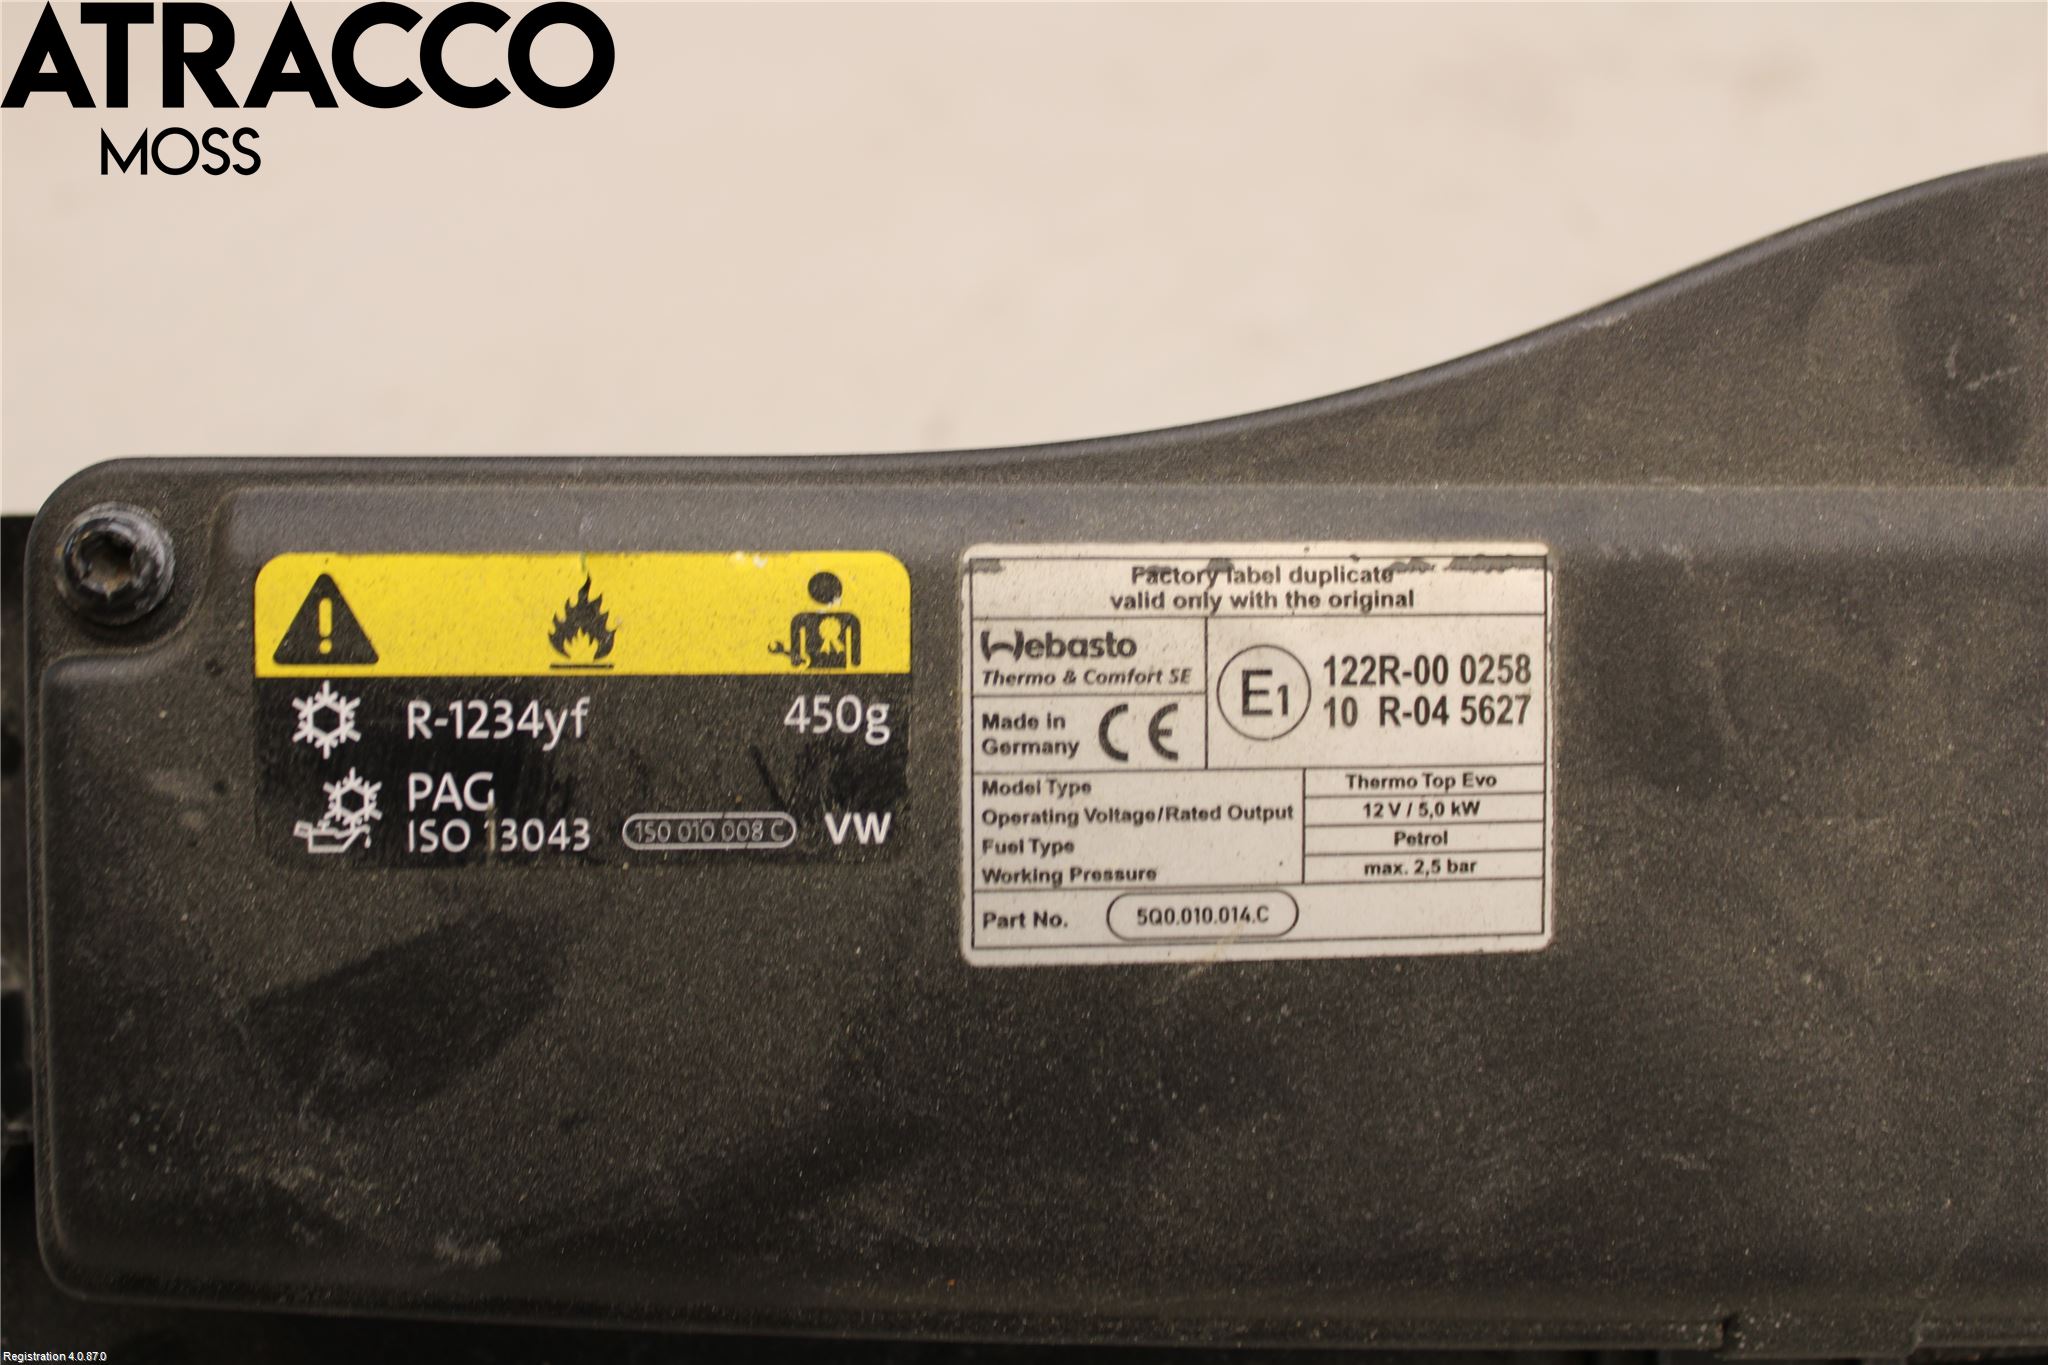 ATRACCO
MOSS
R-1234yf 450g
PAG
ISO 13043 1S0 010 008 C VW
Factory label duplicate
valid only with the original
Webasto
Thermo & Comfort SE
Made in
Germany CE
E1
122R-00 0258
10 R-04 5627
Model Type Thermo Top Evo
Operating Voltage/Rated Output 12 V / 5,0 kW
Fuel Type Petrol
Working Pressure max. 2,5 bar
Part No. 5Q0.010.014.C
Registration 4.0.87.0